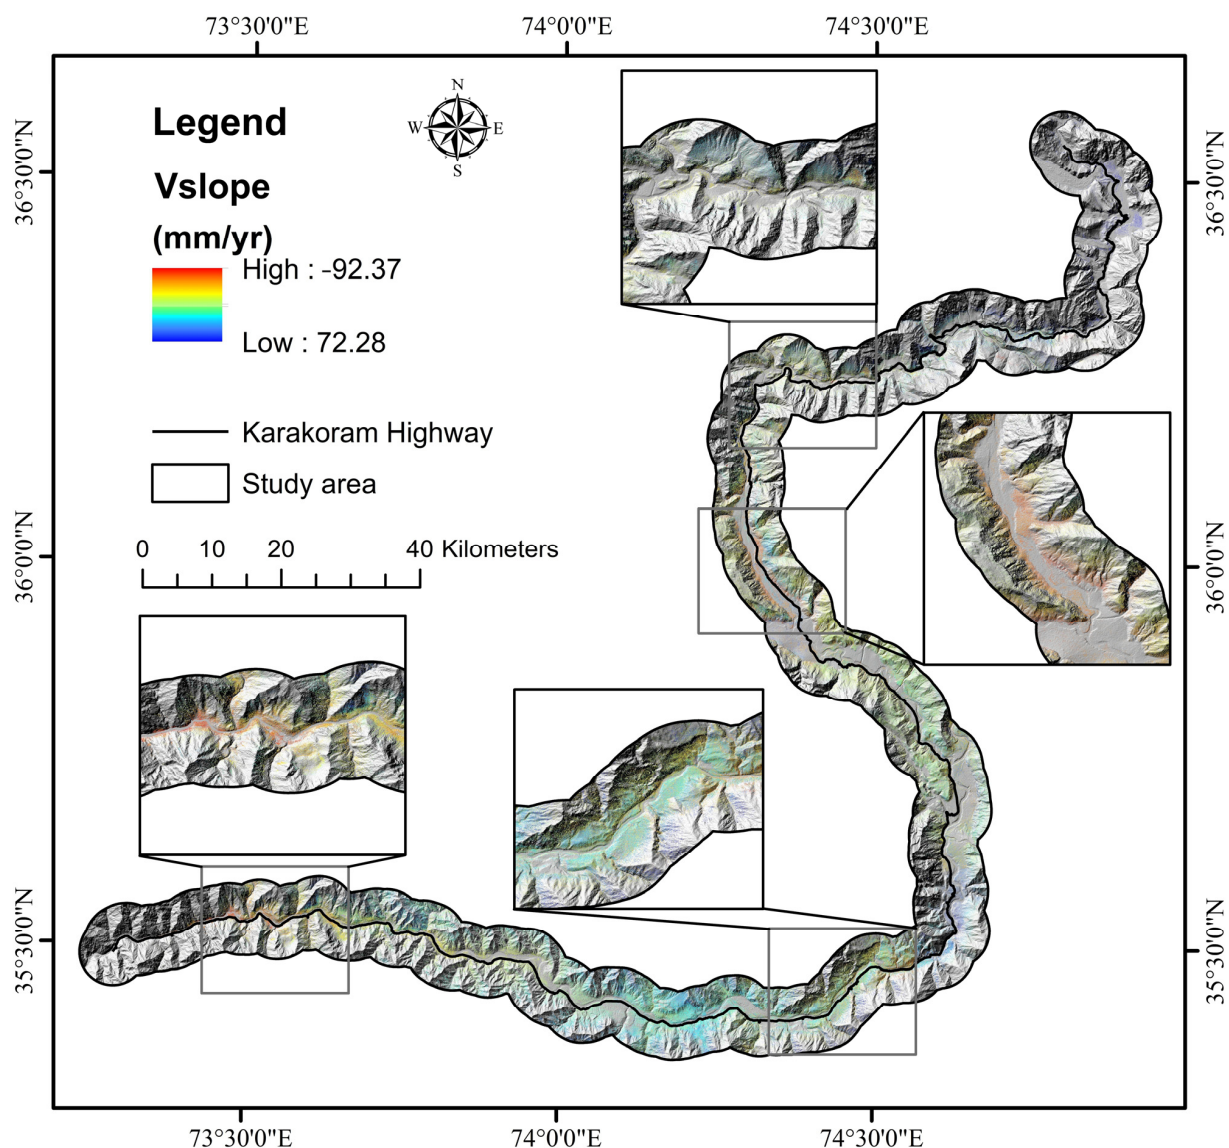 73°30'0"E 74°0'0"E 74°30'0"E
N
W E
S
Legend
Vslope
(mm/yr)
High : -92.37
Low : 72.28
Karakoram Highway
Study area
0 10 20 40 Kilometers
36°30'0"N
36°0'0"N
35°30'0"N
36°30'0"N
36°0'0"N
35°30'0"N
73°30'0"E 74°0'0"E 74°30'0"E